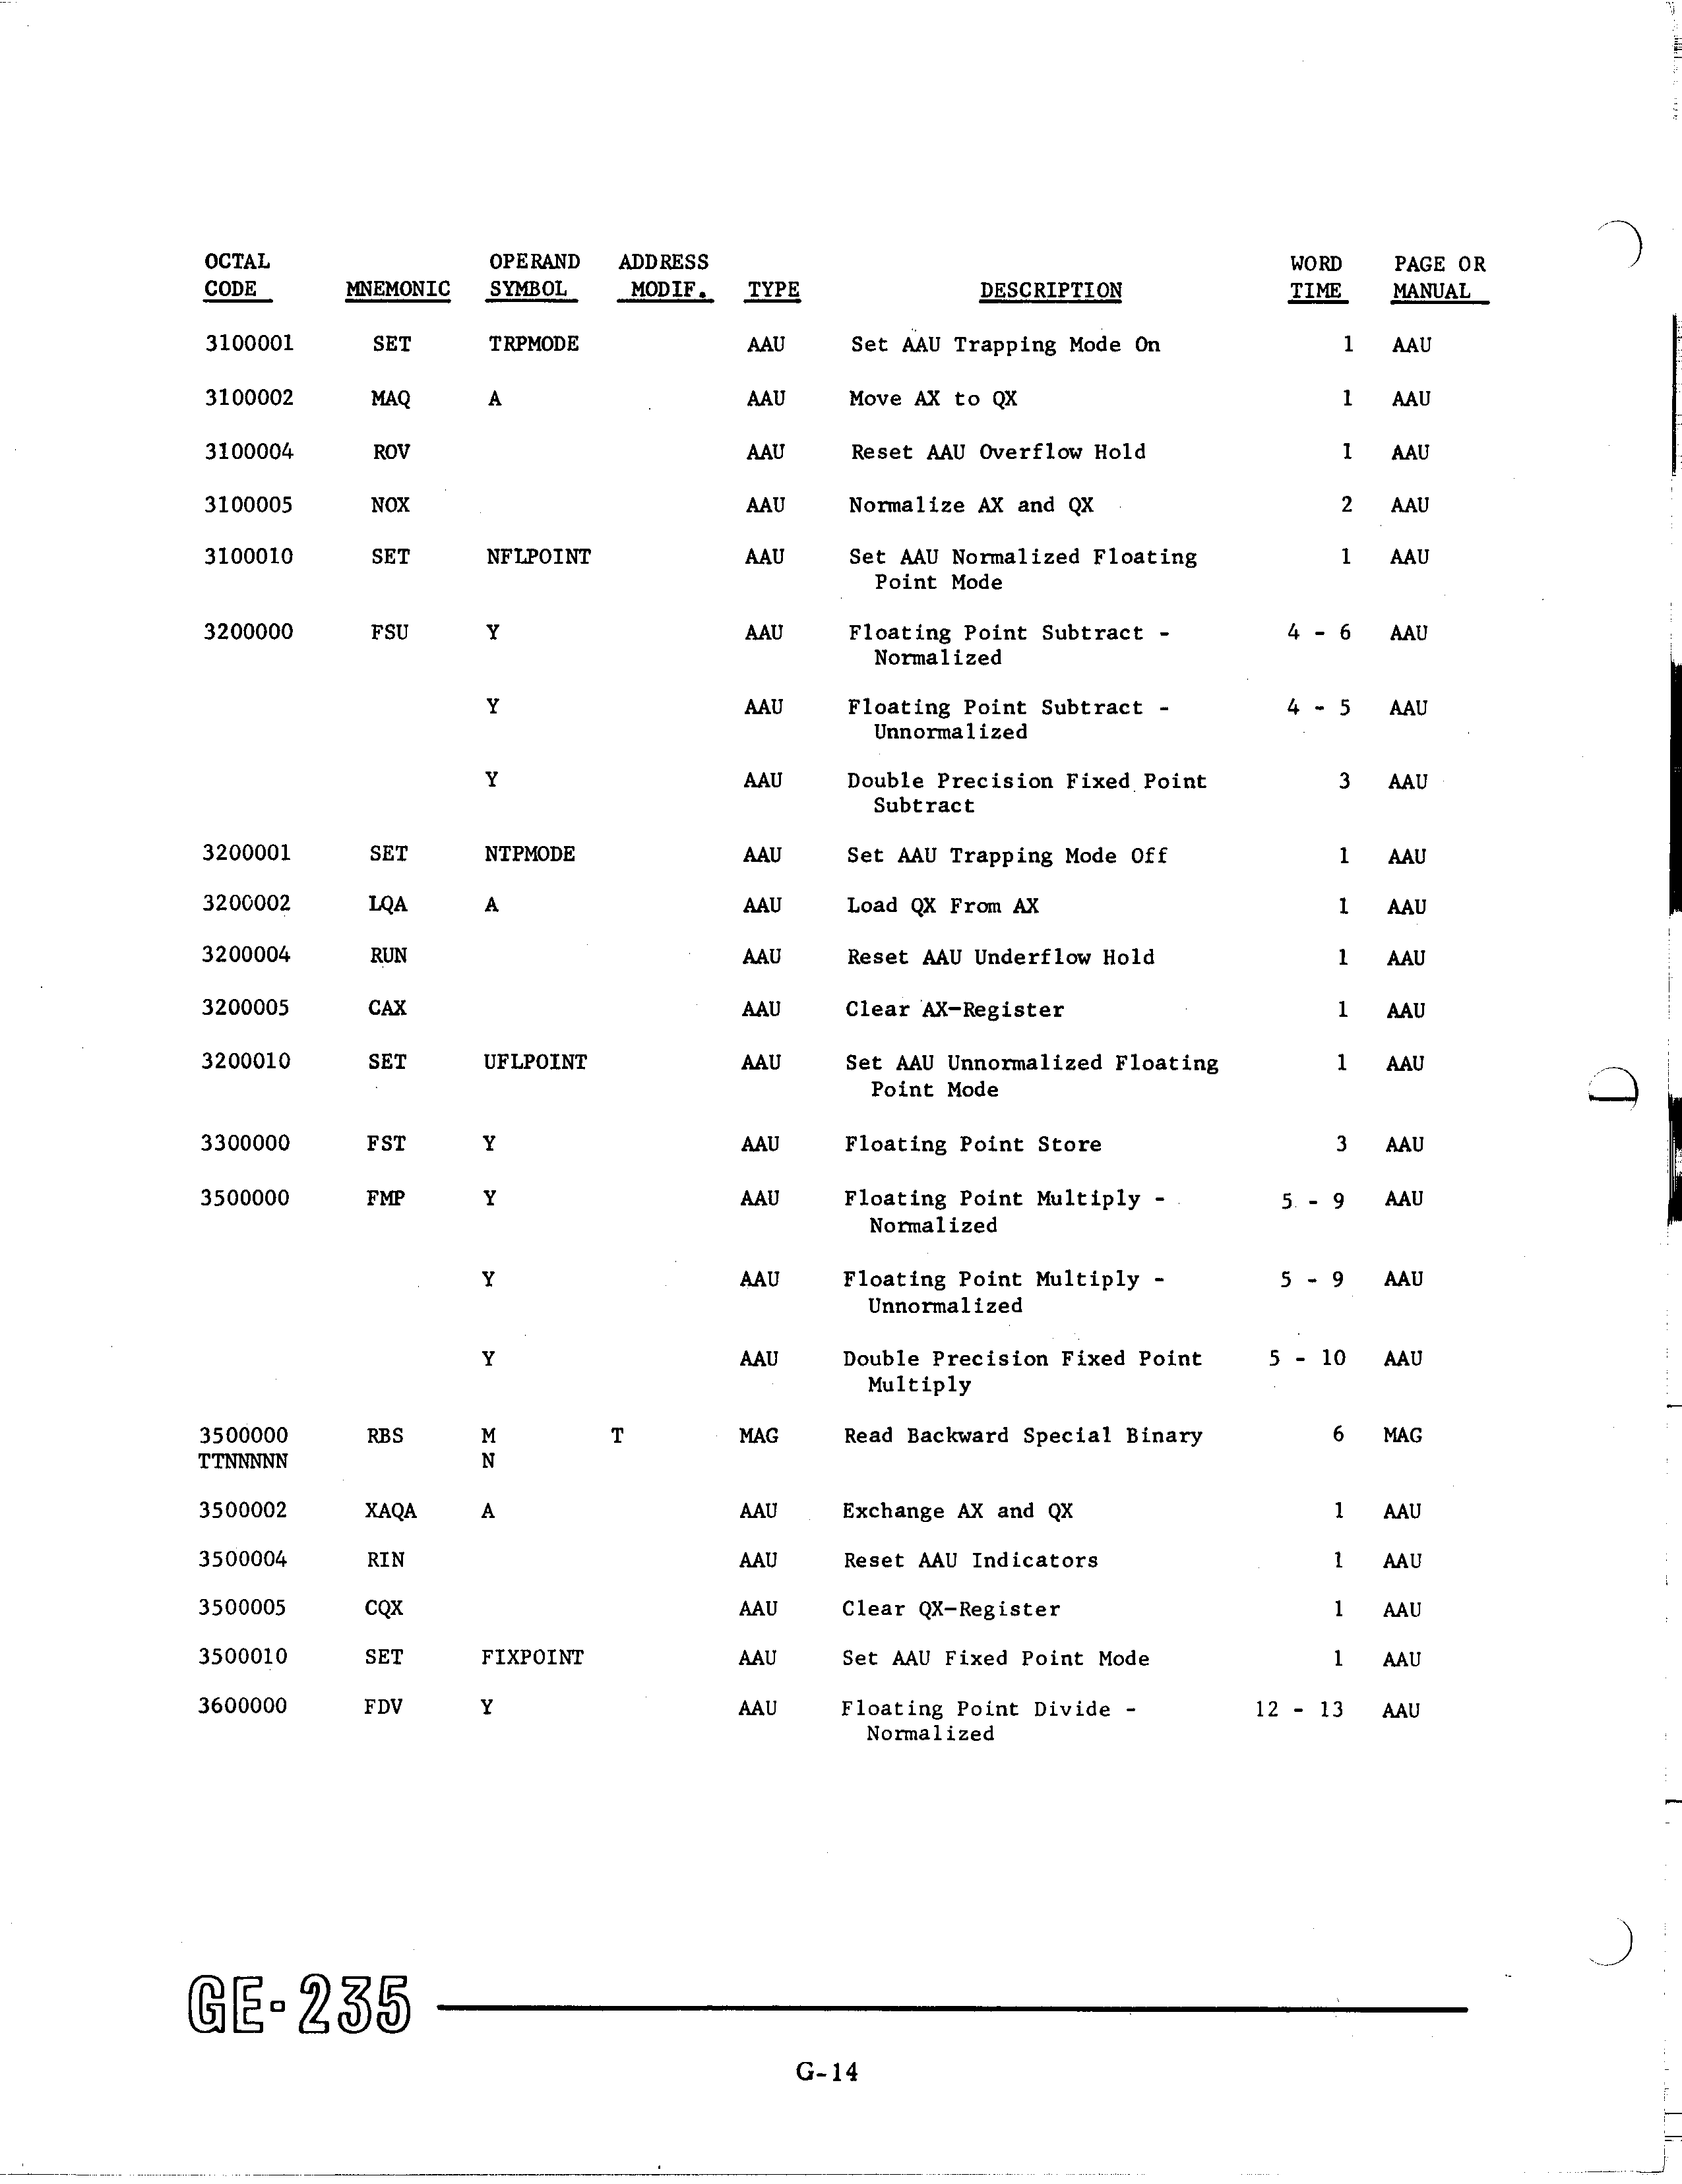 OCTAL OPERAND ADDRESS WORD PAGE OR
CODE MNEMONIC SYMBOL MODIF. TYPE DESCRIPTION TIME MANUAL
3100001 SET TRPMODE AAU Set AAU Trapping Mode On 1 AAU
3100002 MAQ A AAU Move AX to QX 1 AAU
3100004 ROV AAU Reset AAU Overflow Hold 1 AAU
3100005 NOX AAU Normalize AX and QX 2 AAU
3100010 SET NFLPOINT AAU Set AAU Normalized Floating 1 AAU
Point Mode
3200000 FSU Y AAU Floating Point Subtract - 4 - 6 AAU
Normalized
Y AAU Floating Point Subtract - 4 - 5 AAU
Unnormalized
Y AAU Double Precision Fixed Point 3 AAU
Subtract
3200001 SET NTPMODE AAU Set AAU Trapping Mode Off 1 AAU
3200002 LQA A AAU Load QX From AX 1 AAU
3200004 RUN AAU Reset AAU Underflow Hold 1 AAU
3200005 CAX AAU Clear AX-Register 1 AAU
3200010 SET UFLPOINT AAU Set AAU Unnormalized Floating 1 AAU
Point Mode
3300000 FST Y AAU Floating Point Store 3 AAU
3500000 FMP Y AAU Floating Point Multiply - 5 - 9 AAU
Normalized
Y AAU Floating Point Multiply - 5 - 9 AAU
Unnormalized
Y AAU Double Precision Fixed Point 5 - 10 AAU
Multiply
3500000 RBS M T MAG Read Backward Special Binary 6 MAG
TTNNNNN N
3500002 XAQA A AAU Exchange AX and QX 1 AAU
3500004 RIN AAU Reset AAU Indicators 1 AAU
3500005 CQX AAU Clear QX-Register 1 AAU
3500010 SET FIXPOINT AAU Set AAU Fixed Point Mode 1 AAU
3600000 FDV Y AAU Floating Point Divide - 12 - 13 AAU
Normalized
GE-235
G-14